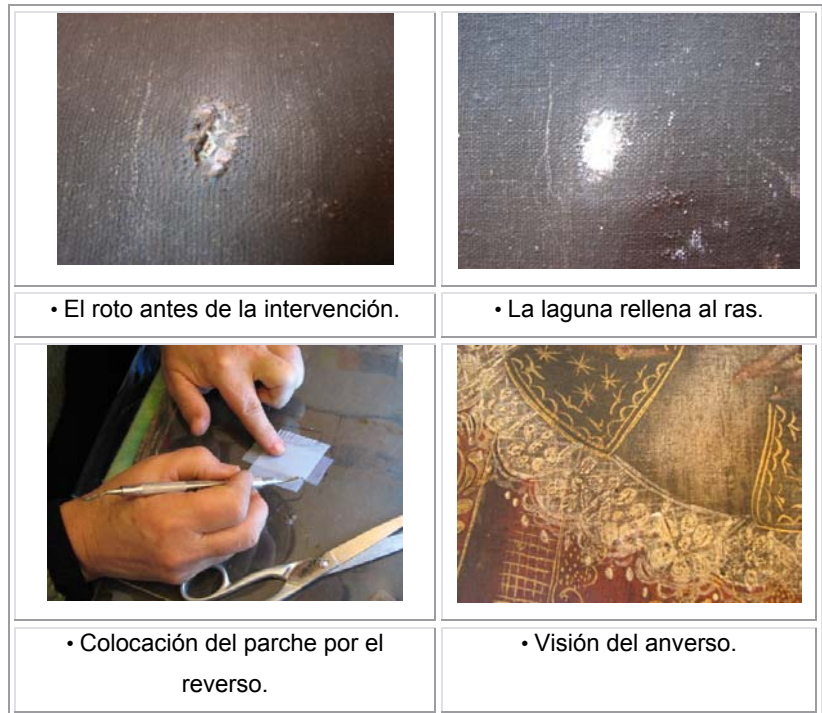 • El roto antes de la intervención.
• La laguna rellena al ras.
• Colocación del parche por el
reverso.
• Visión del anverso.